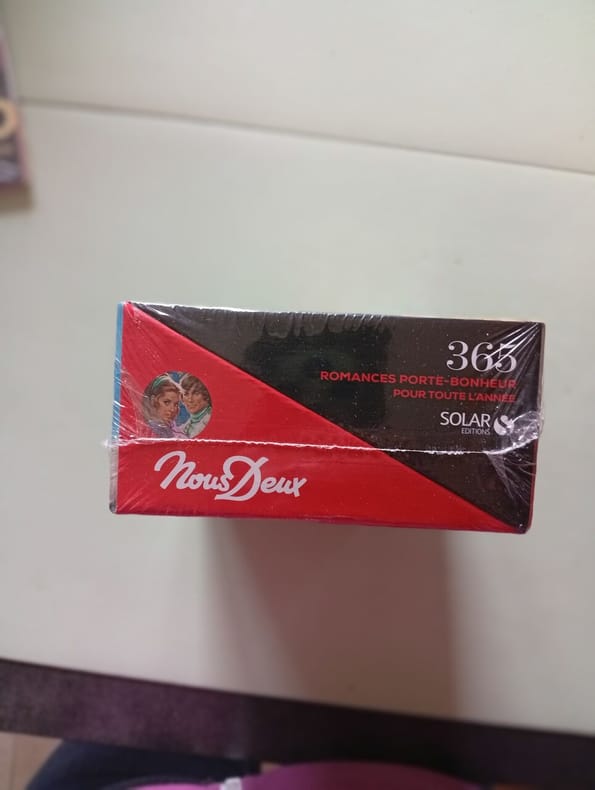 365
ROMANCES PORTE-BONHEUR
POUR TOUTE L'ANNÉE
SOLAR
EDITIONS
Nous Deux